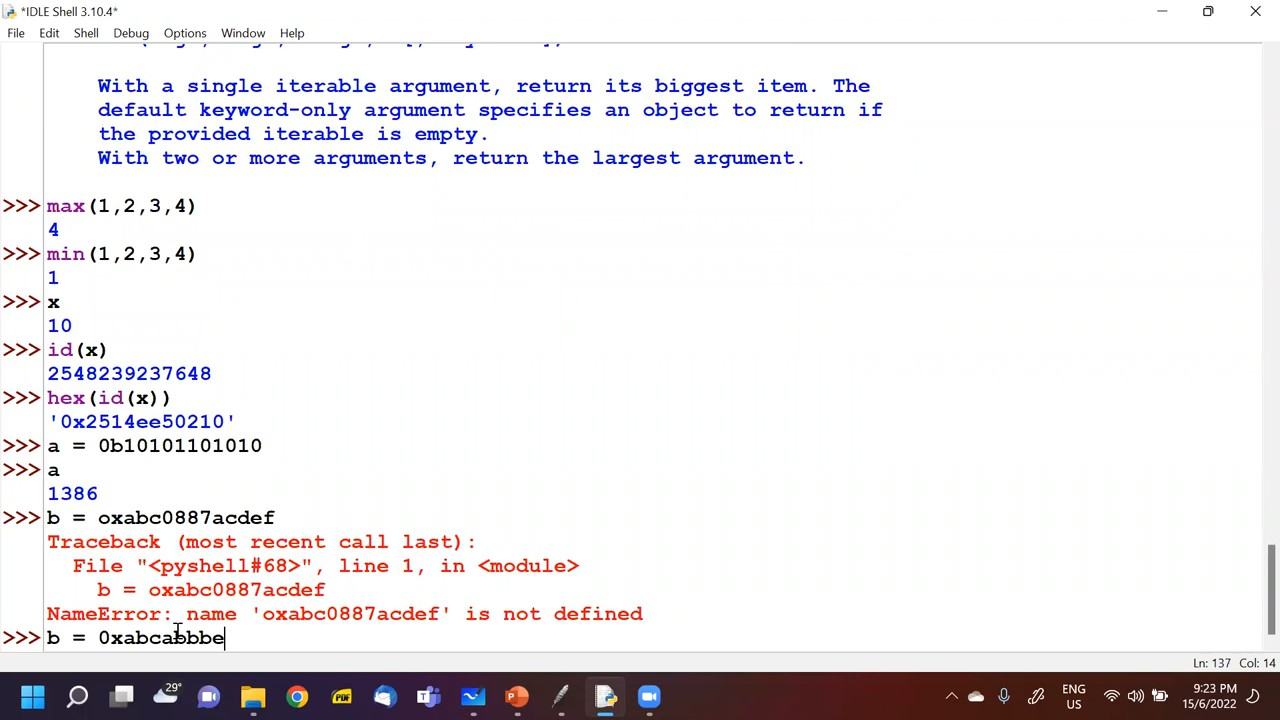 *IDLE Shell 3.10.4*
File Edit Shell Debug Options Window Help
With a single iterable argument, return its biggest item. The
default keyword-only argument specifies an object to return if
the provided iterable is empty.
With two or more arguments, return the largest argument.
>>> max(1,2,3,4)
4
>>> min(1,2,3,4)
1
>>> x
10
>>> id(x)
2548239237648
>>> hex(id(x))
'0x2514ee50210'
>>> a = 0b10101101010
>>> a
1386
>>> b = oxabc0887acdef
Traceback (most recent call last):
File "<pyshell#68>", line 1, in <module>
b = oxabc0887acdef
NameError: name 'oxabc0887acdef' is not defined
>>> b = 0xabcabbbe
Ln: 137 Col: 14
29°
PDF
ENG
US
9:23 PM
15/6/2022